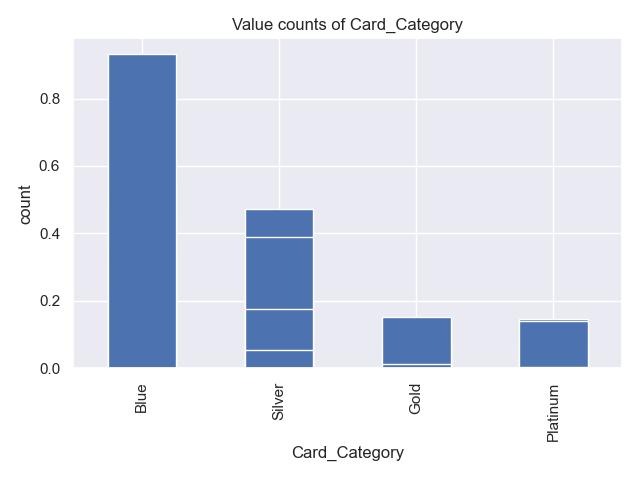 Value counts of Card_Category
count
0.8
0.6
0.4
0.2
0.0
Blue
Silver
Gold
Platinum
Card_Category